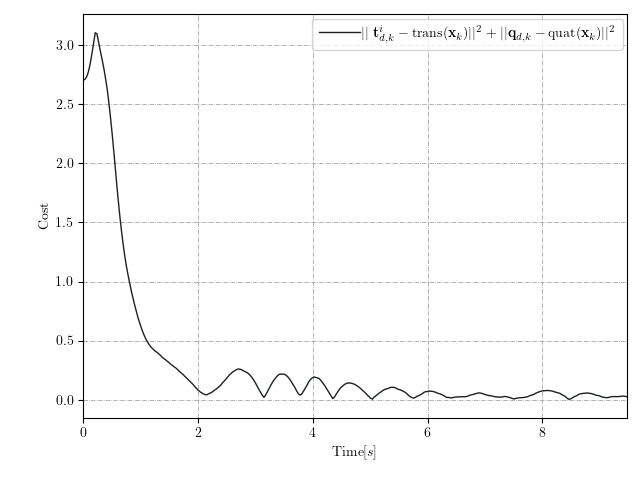 || t^i_{d,k} − trans(x_k)||^2 + ||q_{d,k} − quat(x_k)||^2
3.0
2.5
2.0
1.5
1.0
0.5
0.0
Cost
0 2 4 6 8
Time[s]